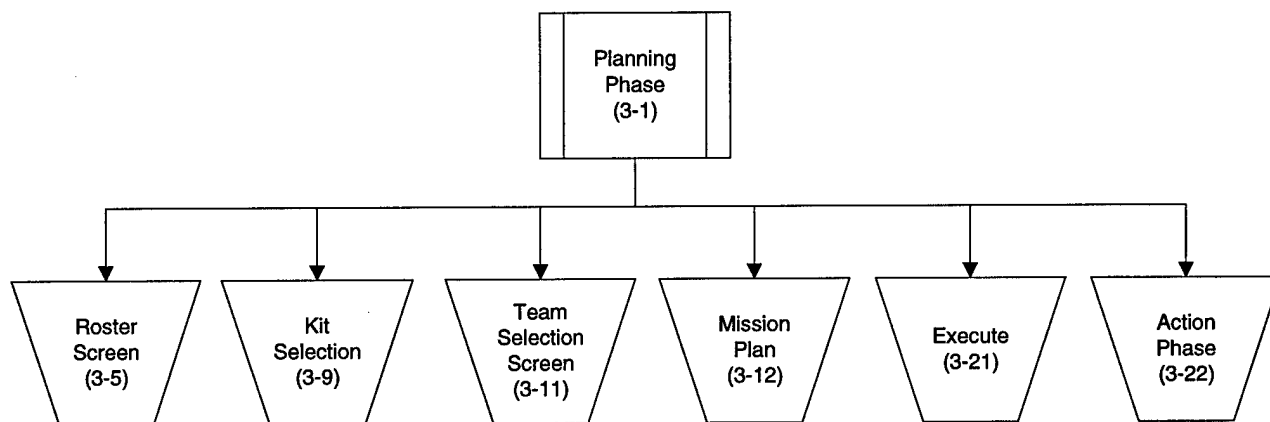 Planning
Phase
(3-1)
Roster
Screen
(3-5)
Kit
Selection
(3-9)
Team
Selection
Screen
(3-11)
Mission
Plan
(3-12)
Execute
(3-21)
Action
Phase
(3-22)